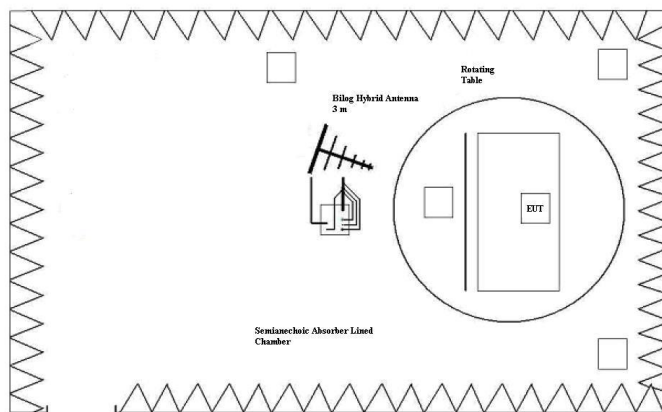 Rotating
Table
Bilog Hybrid Antenna
3 m
EUT
Semianechoic Absorber Lined
Chamber